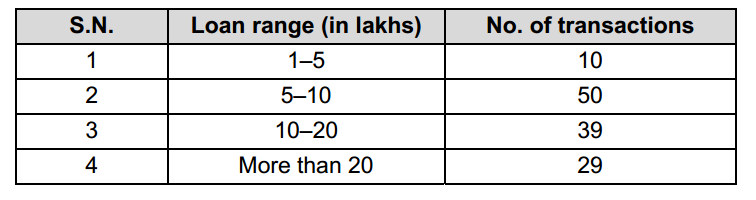 S.N. Loan range (in lakhs) No. of transactions
1 1–5 10
2 5–10 50
3 10–20 39
4 More than 20 29